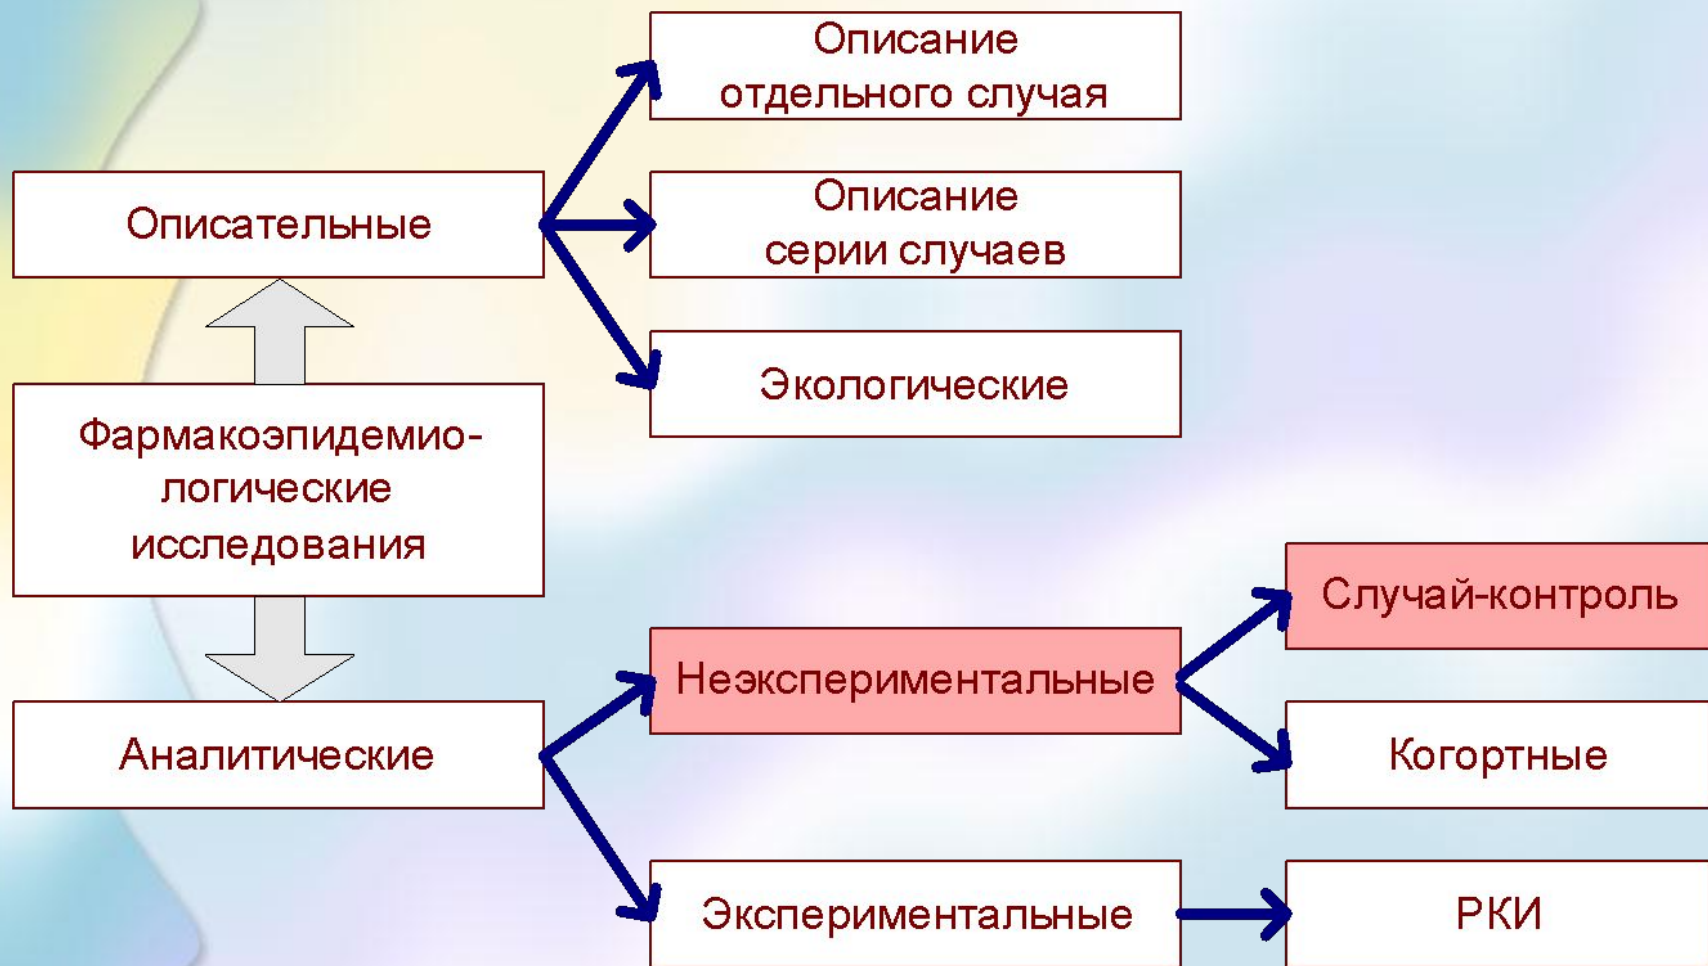 Описание
отдельного случая
Описательные
Описание
серии случаев
Экологические
Фармакоэпидемио-
логические
исследования
Случай-контроль
Неэкспериментальные
Аналитические
Когортные
Экспериментальные
РКИ